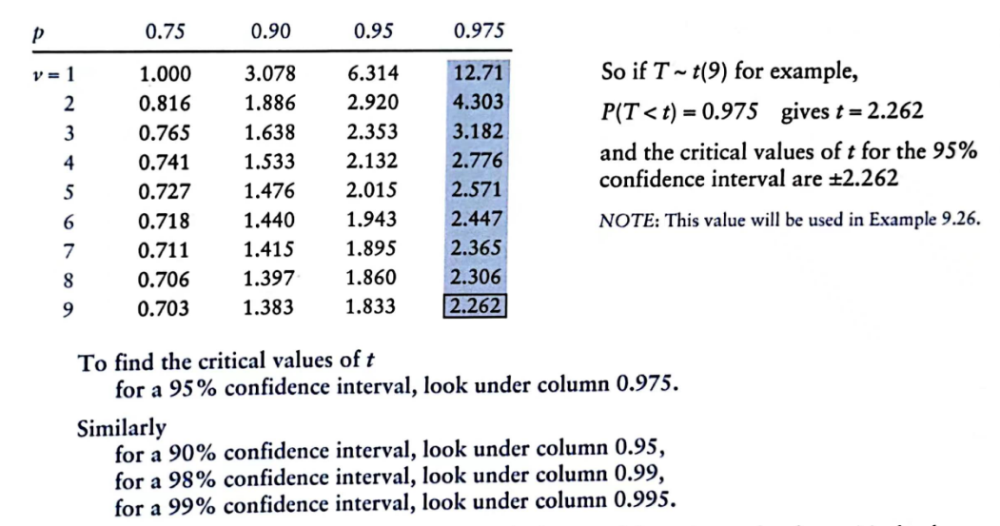 p 0.75 0.90 0.95 0.975
ν = 1 1.000 3.078 6.314 12.71
2 0.816 1.886 2.920 4.303
3 0.765 1.638 2.353 3.182
4 0.741 1.533 2.132 2.776
5 0.727 1.476 2.015 2.571
6 0.718 1.440 1.943 2.447
7 0.711 1.415 1.895 2.365
8 0.706 1.397 1.860 2.306
9 0.703 1.383 1.833 2.262
So if T ~ t(9) for example,
P(T < t) = 0.975 gives t = 2.262
and the critical values of t for the 95%
confidence interval are ±2.262
NOTE: This value will be used in Example 9.26.
To find the critical values of t
for a 95% confidence interval, look under column 0.975.
Similarly
for a 90% confidence interval, look under column 0.95,
for a 98% confidence interval, look under column 0.99,
for a 99% confidence interval, look under column 0.995.